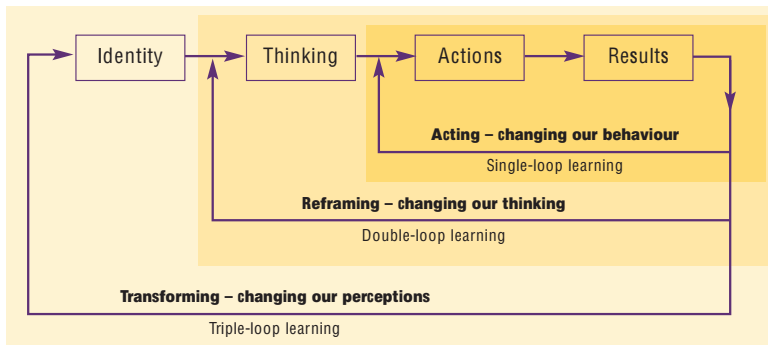 Identity
Thinking
Actions
Results
Acting – changing our behaviour
Single-loop learning
Reframing – changing our thinking
Double-loop learning
Transforming – changing our perceptions
Triple-loop learning